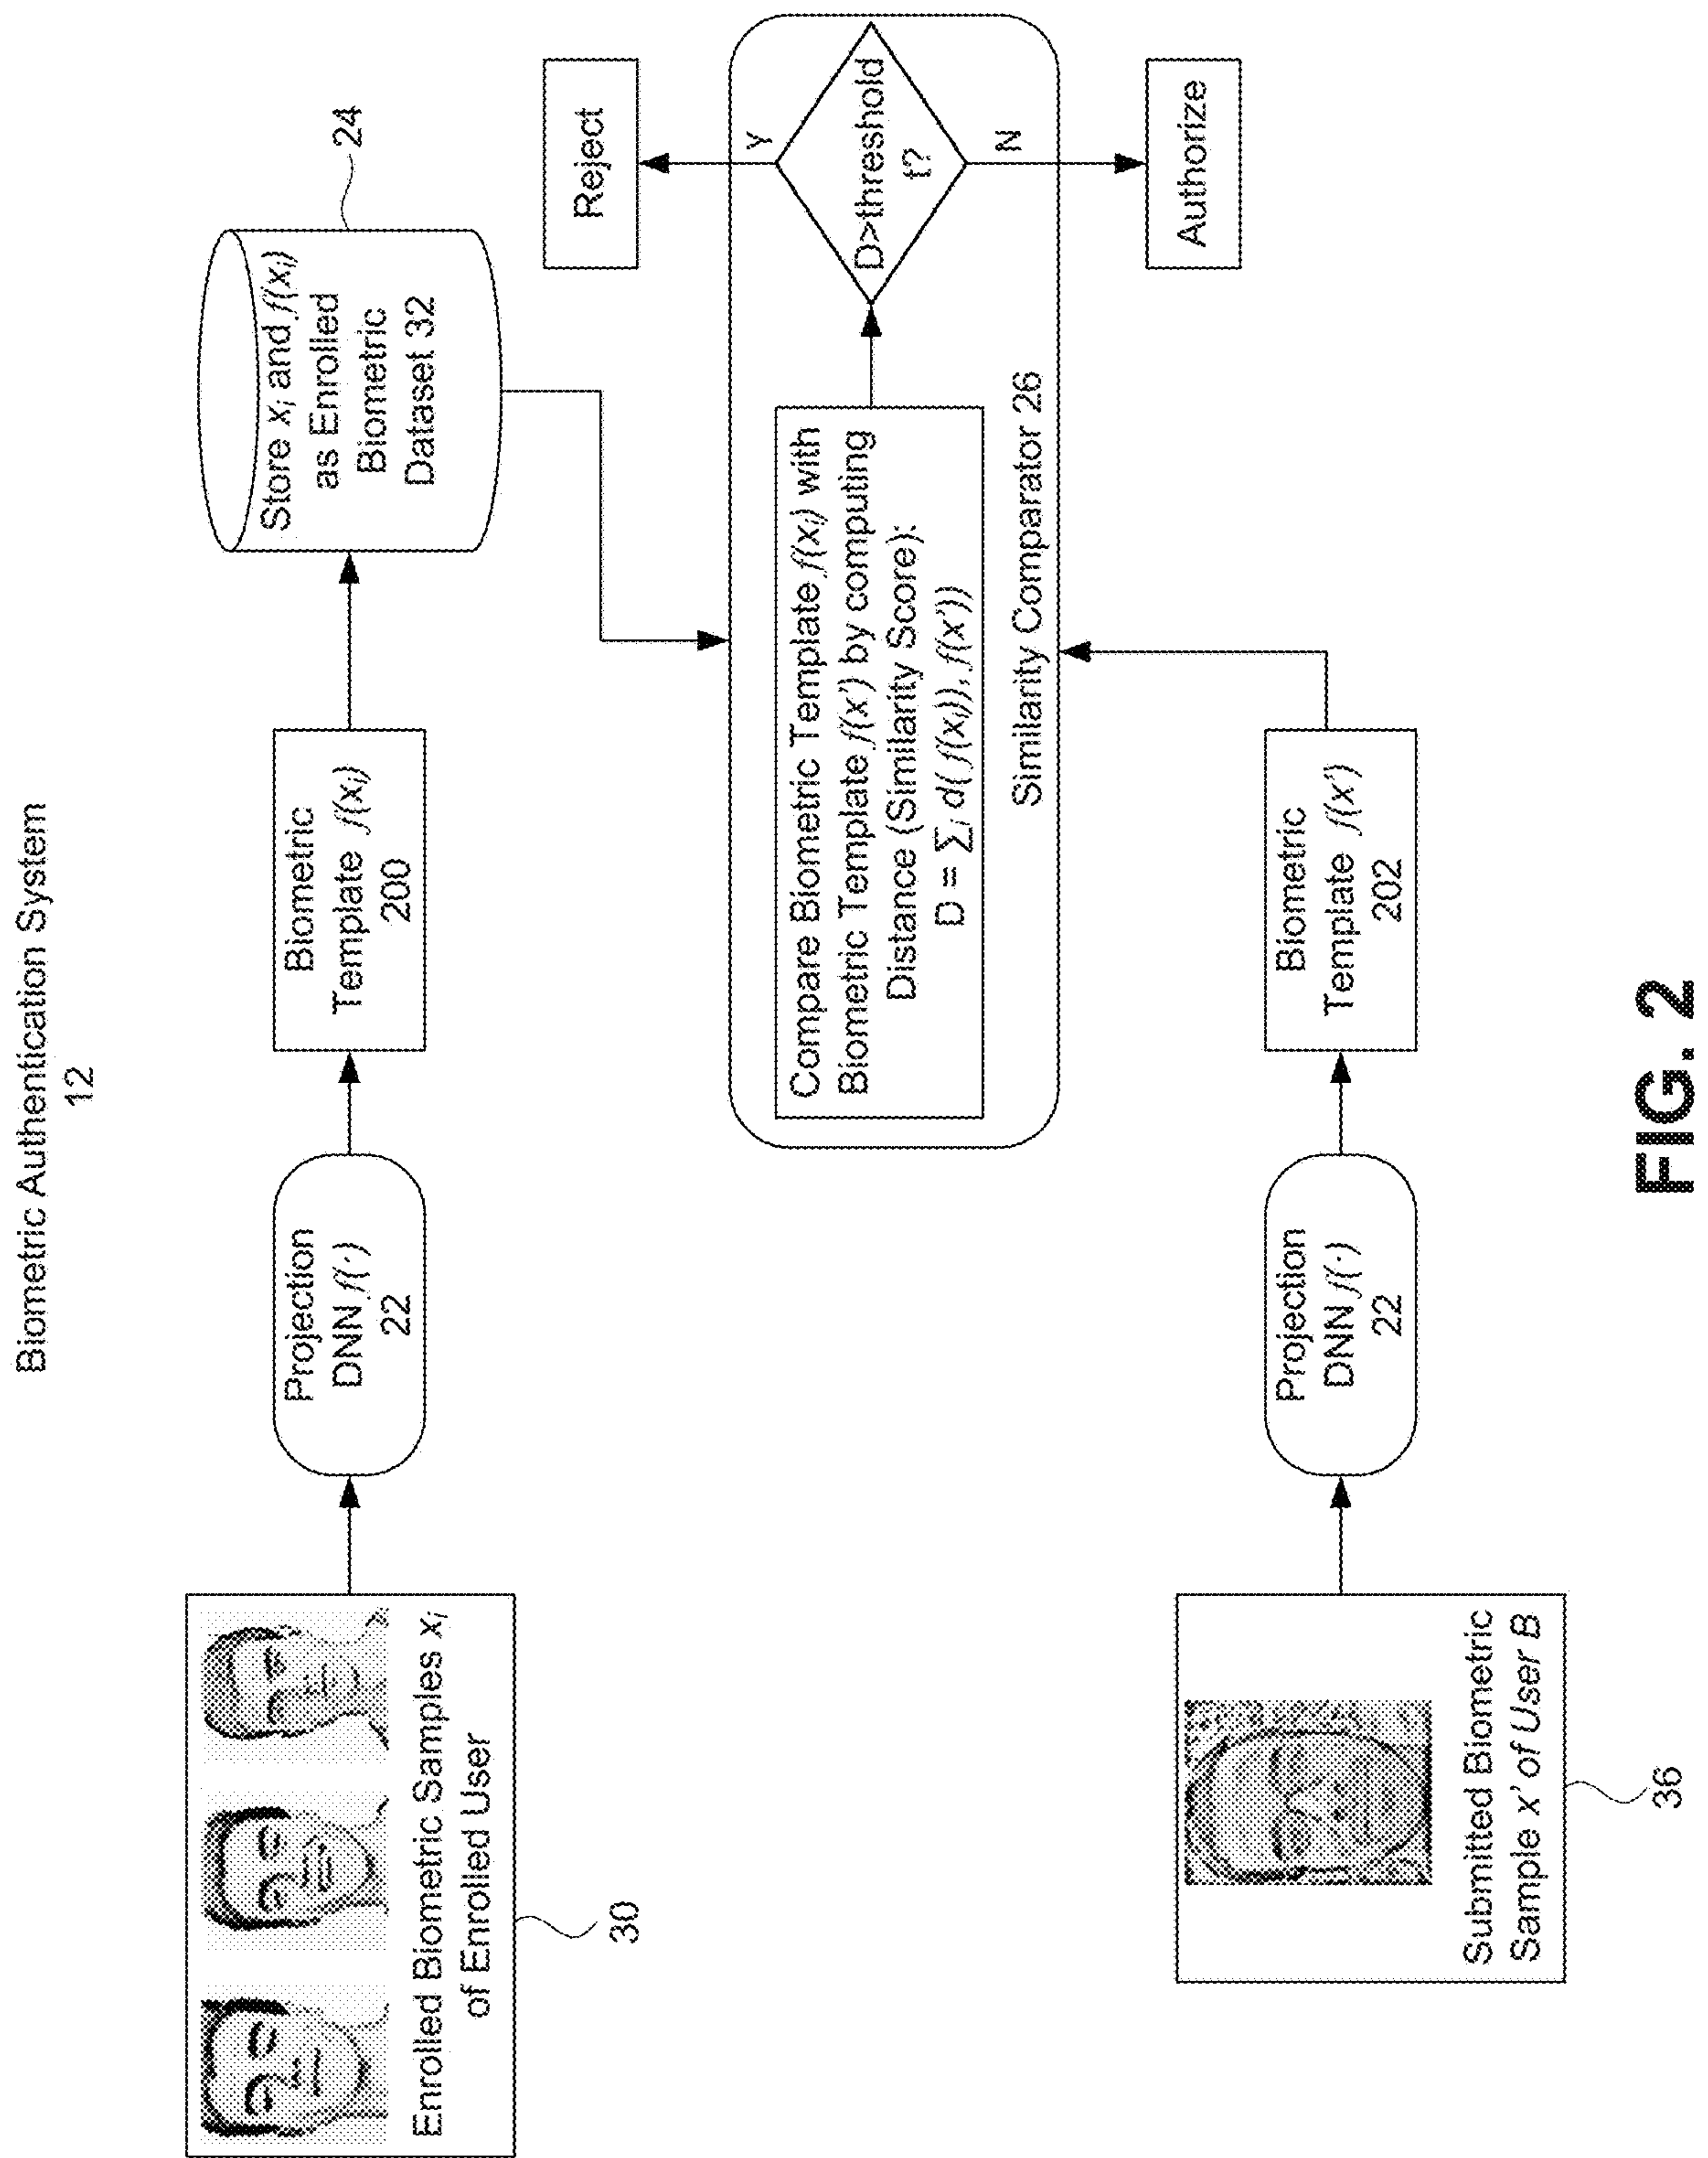 Biometric Authentication System
12
Enrolled Biometric Samples xᵢ
of Enrolled User
30
Projection
DNN f(·)
22
Biometric
Template f(xᵢ)
200
Store xᵢ and f(xᵢ)
as Enrolled
Biometric
Dataset 32
24
Compare Biometric Template f(xᵢ) with
Biometric Template f(x') by computing
Distance (Similarity Score):
D = ∑ᵢ d( f(xᵢ)), f(x'))
Similarity Comparator 26
D>threshold
t?
Y
Reject
N
Authorize
Submitted Biometric
Sample x' of User B
36
Projection
DNN f(·)
22
Biometric
Template f(x')
202
FIG. 2